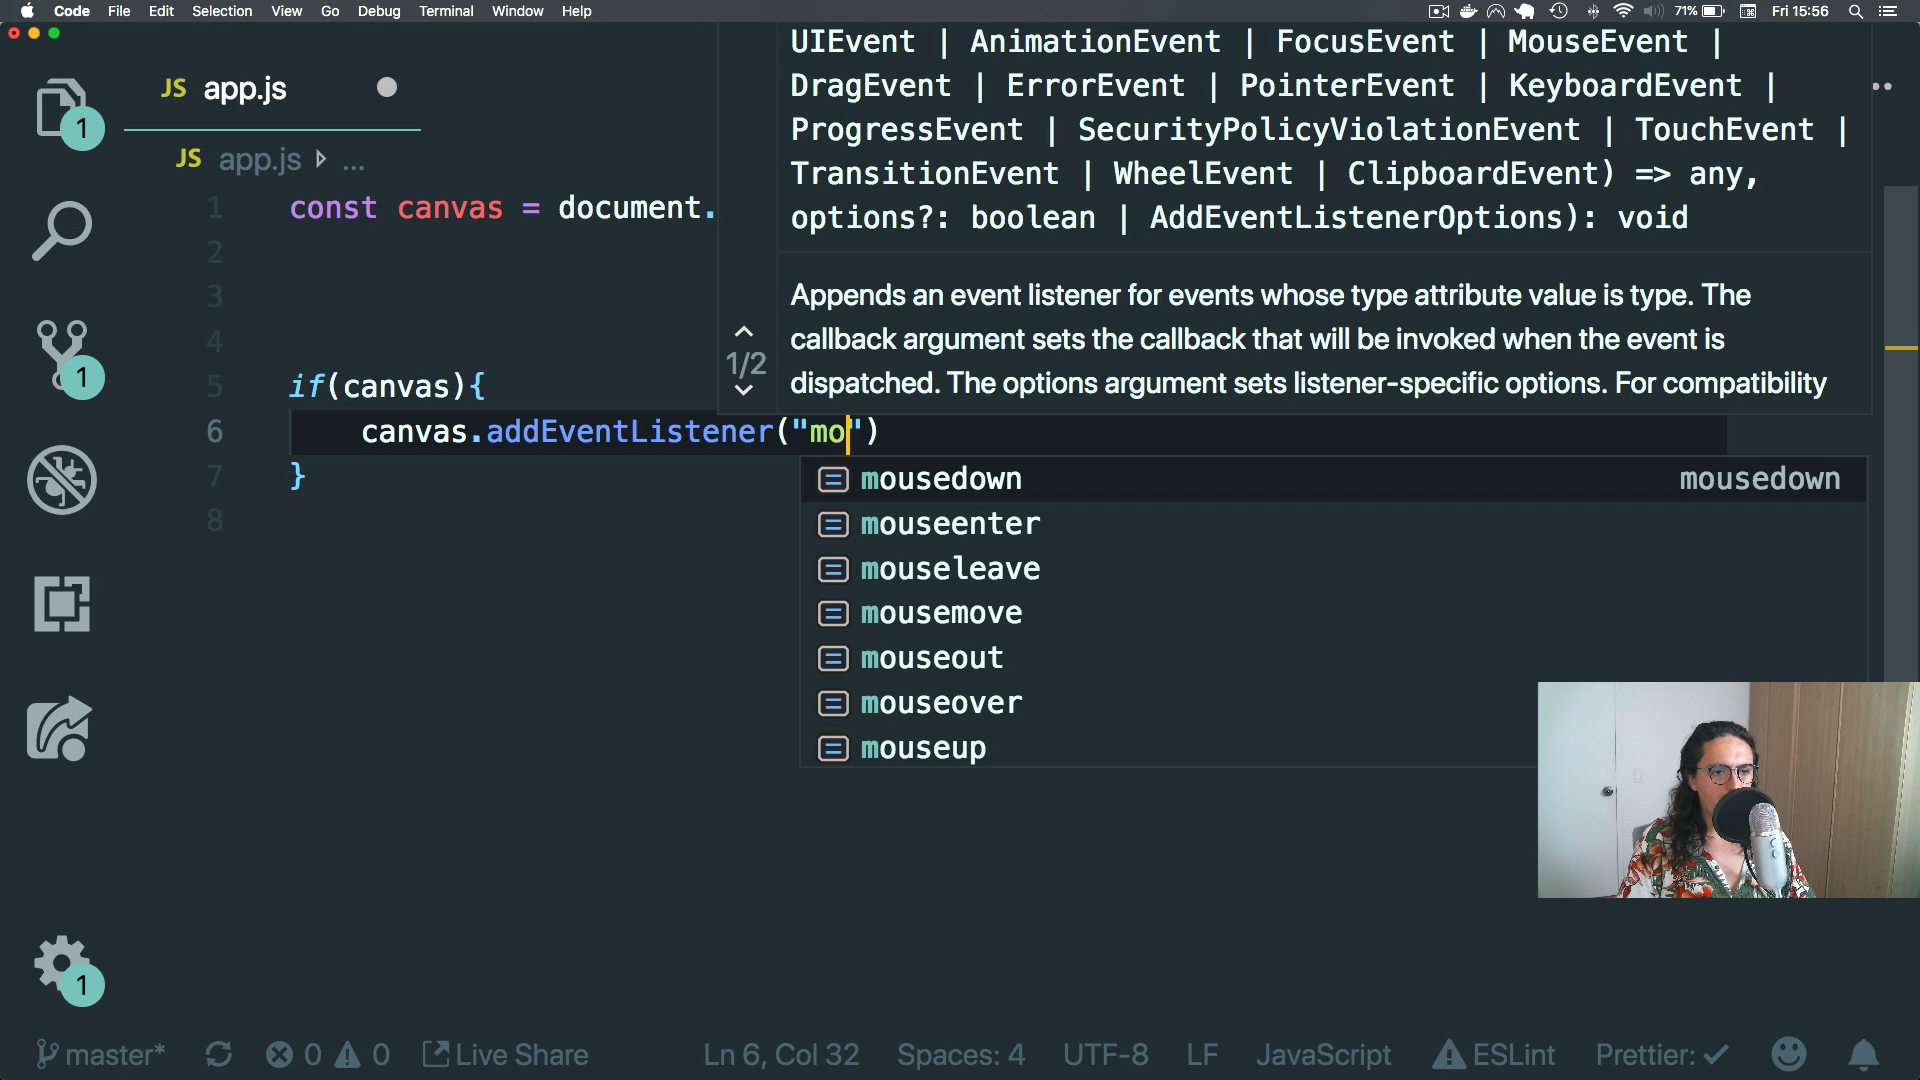 Code File Edit Selection View Go Debug Terminal Window Help 71% Fri 15:56
JS app.js
1
JS app.js ...
UIEvent | AnimationEvent | FocusEvent | MouseEvent |
DragEvent | ErrorEvent | PointerEvent | KeyboardEvent |
ProgressEvent | SecurityPolicyViolationEvent | TouchEvent |
TransitionEvent | WheelEvent | ClipboardEvent) => any,
options?: boolean | AddEventListenerOptions): void
Appends an event listener for events whose type attribute value is type. The
callback argument sets the callback that will be invoked when the event is
dispatched. The options argument sets listener-specific options. For compatibility
1/2
1 const canvas = document.
2
3
4
5 if(canvas){
6 canvas.addEventListener("mo")
7 }
8
1
mousedown mousedown
mouseenter
mouseleave
mousemove
mouseout
mouseover
mouseup
1
master* 0 0 Live Share Ln 6, Col 32 Spaces: 4 UTF-8 LF JavaScript ESLint Prettier: ✓